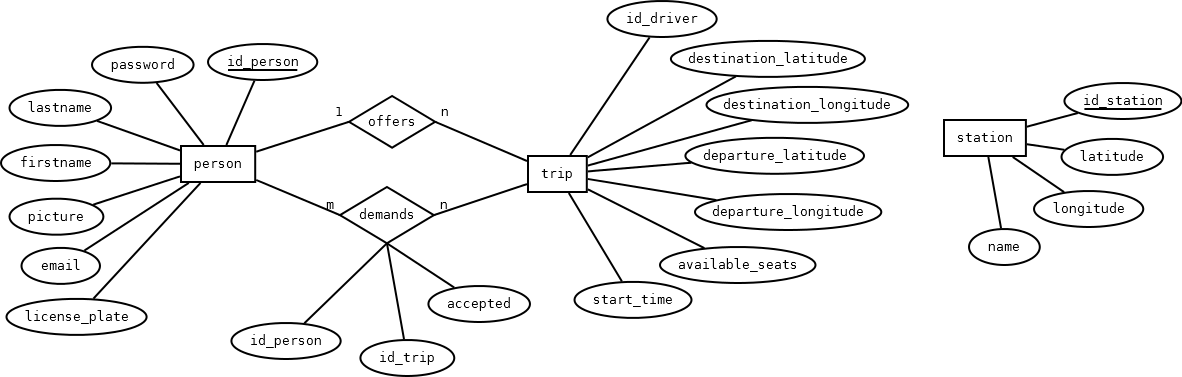 id_driver
id_person
password
destination_latitude
lastname
destination_longitude
id_station
1
n
offers
station
firstname
person
trip
departure_latitude
latitude
m
n
picture
demands
departure_longitude
longitude
name
email
available_seats
license_plate
accepted
start_time
id_person
id_trip